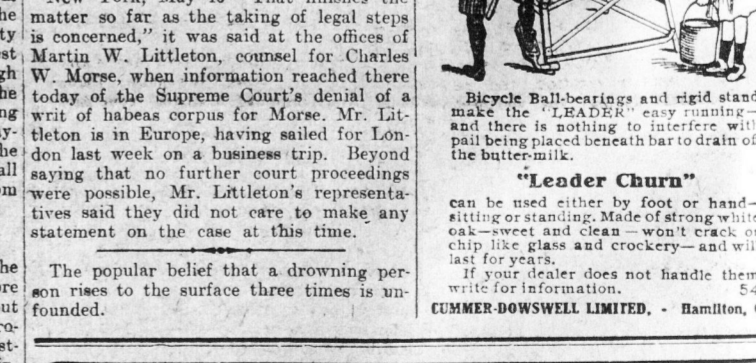 New York, May 16 That finishes the
matter so far as the taking of legal steps
is concerned," it was said at the offices of
Martin W. Littleton, counsel for Charles
W. Morse, when information reached there
today of the Supreme Court's denial of a
writ of habeas corpus for Morse. Mr. Lit-
tleton is in Europe, having sailed for Lon-
don last week on a business trip. Beyond
saying that no further court proceedings
were possible, Mr. Littleton's representa-
tives said they did not care to make any
statement on the case at this time.
The popular belief that a drowning per-
son rises to the surface three times is un-
founded.
Bicycle Ball-bearings and rigid stand
make the "LEADER" easy running—
and there is nothing to interfere with
pail being placed beneath bar to drain of
the butter-milk.
"Leader Churn"
can be used either by foot or hand—
sitting or standing. Made of strong white
oak—sweet and clean—won't crack or
chip like glass and crockery—and will
last for years.
If your dealer does not handle them
write for information. 54
CUMMER-DOWSWELL LIMITED, - Hamilton,